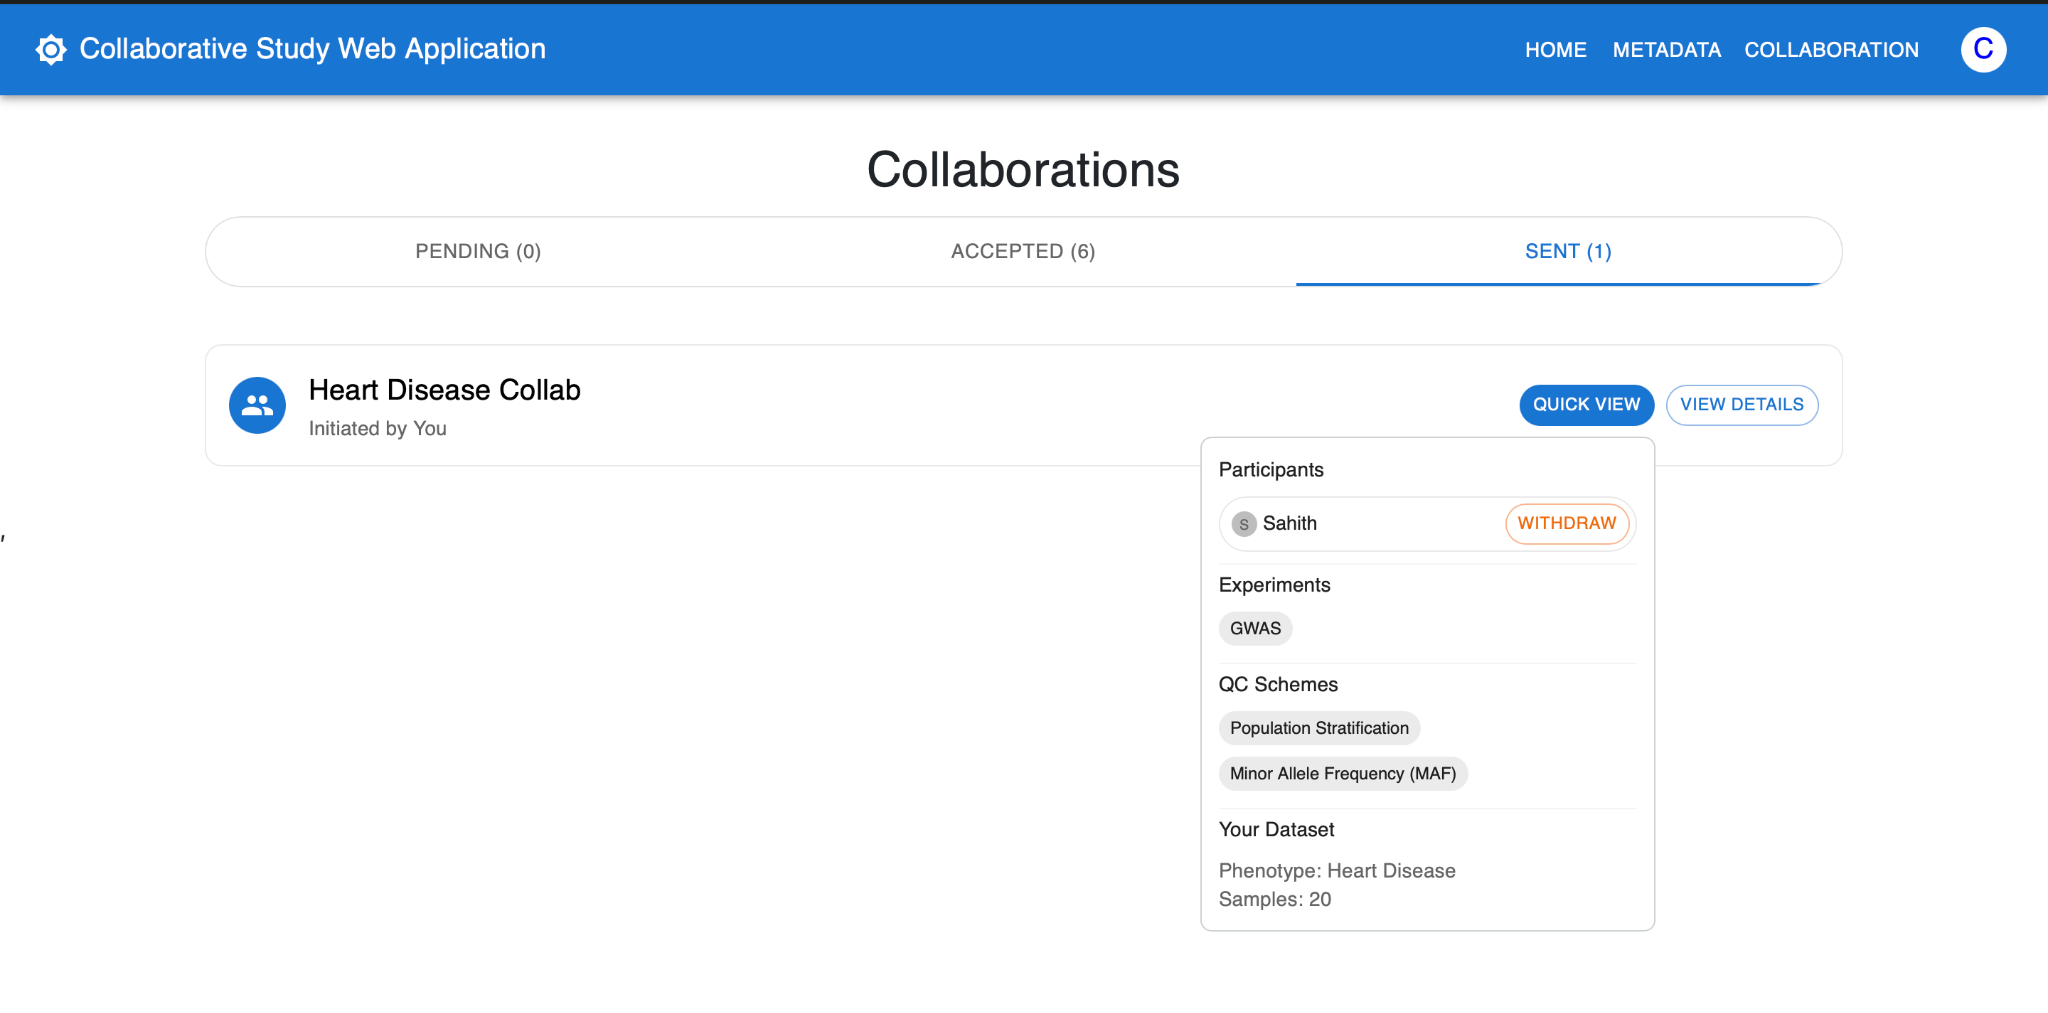 Collaborative Study Web Application
HOME METADATA COLLABORATION C
Collaborations
PENDING (0) ACCEPTED (6) SENT (1)
Heart Disease Collab
Initiated by You
QUICK VIEW VIEW DETAILS
Participants
S Sahith WITHDRAW
,
Experiments
GWAS
QC Schemes
Population Stratification
Minor Allele Frequency (MAF)
Your Dataset
Phenotype: Heart Disease
Samples: 20